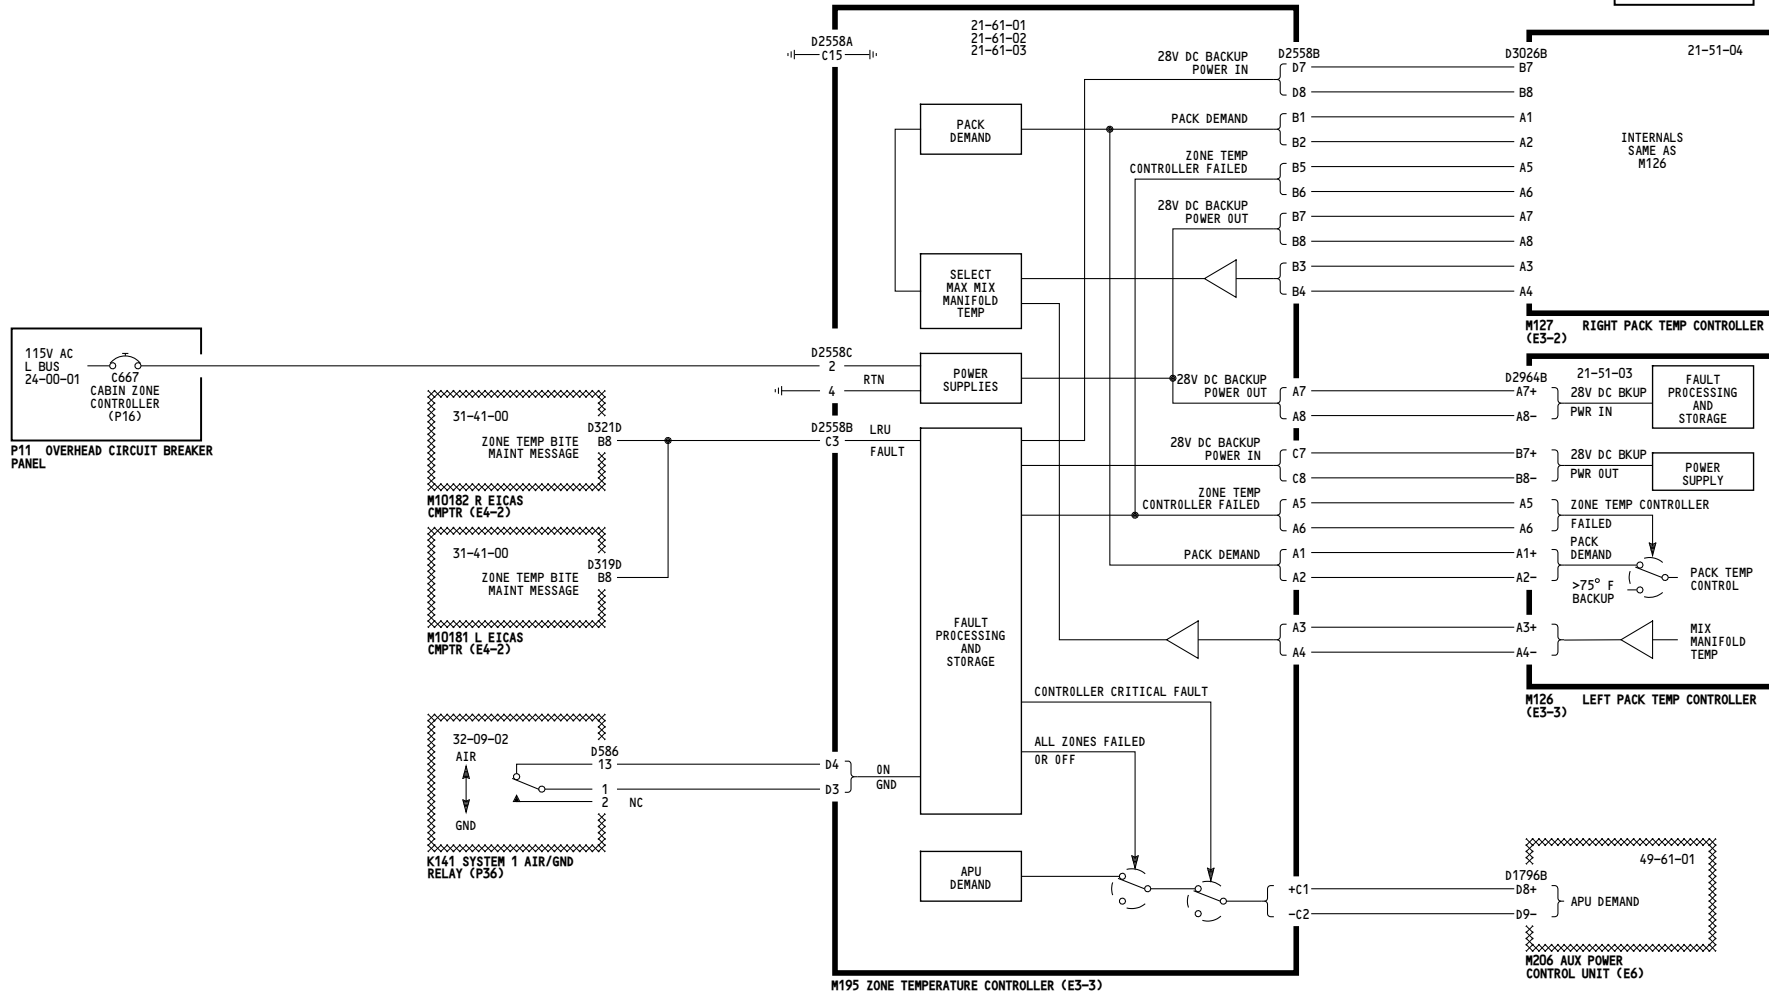 P11 OVERHEAD CIRCUIT BREAKER
PANEL
115V AC
L BUS
24-00-01
C667
CABIN ZONE
CONTROLLER
(P16)
31-41-00
D321D
ZONE TEMP BITE
MAINT MESSAGE
B8
M10182 R EICAS
CMPTR (E4-2)
31-41-00
D319D
ZONE TEMP BITE
MAINT MESSAGE
B8
M10181 L EICAS
CMPTR (E4-2)
32-09-02
AIR
GND
D586
13
1
2 NC
K141 SYSTEM 1 AIR/GND
RELAY (P36)
D2558A
C15
21-61-01
21-61-02
21-61-03
PACK
DEMAND
SELECT
MAX MIX
MANIFOLD
TEMP
D2558C
2
RTN
4
POWER
SUPPLIES
D2558B
C3
LRU
FAULT
FAULT
PROCESSING
AND
STORAGE
D4
D3
ON
GND
APU
DEMAND
CONTROLLER CRITICAL FAULT
ALL ZONES FAILED
OR OFF
D2558B
28V DC BACKUP
POWER IN
D7
D8
PACK DEMAND
B1
B2
ZONE TEMP
CONTROLLER FAILED
B5
B6
28V DC BACKUP
POWER OUT
B7
B8
B3
B4
28V DC BACKUP
POWER OUT
A7
A8
28V DC BACKUP
POWER IN
C7
C8
ZONE TEMP
CONTROLLER FAILED
A5
A6
PACK DEMAND
A1
A2
A3
A4
+C1
-C2
M195 ZONE TEMPERATURE CONTROLLER (E3-3)
D3026B
21-51-04
B7
B8
A1
A2
A5
A6
A7
A8
A3
A4
INTERNALS
SAME AS
M126
M127 RIGHT PACK TEMP CONTROLLER
(E3-2)
21-51-03
D2964B
A7+
A8-
28V DC BKUP
PWR IN
FAULT
PROCESSING
AND
STORAGE
B7+
B8-
28V DC BKUP
PWR OUT
POWER
SUPPLY
A5
A6
ZONE TEMP CONTROLLER
FAILED
A1+
A2-
PACK
DEMAND
>75° F
BACKUP
PACK TEMP
CONTROL
A3+
A4-
MIX
MANIFOLD
TEMP
M126 LEFT PACK TEMP CONTROLLER
(E3-3)
49-61-01
D1796B
D8+
D9-
APU DEMAND
M206 AUX POWER
CONTROL UNIT (E6)